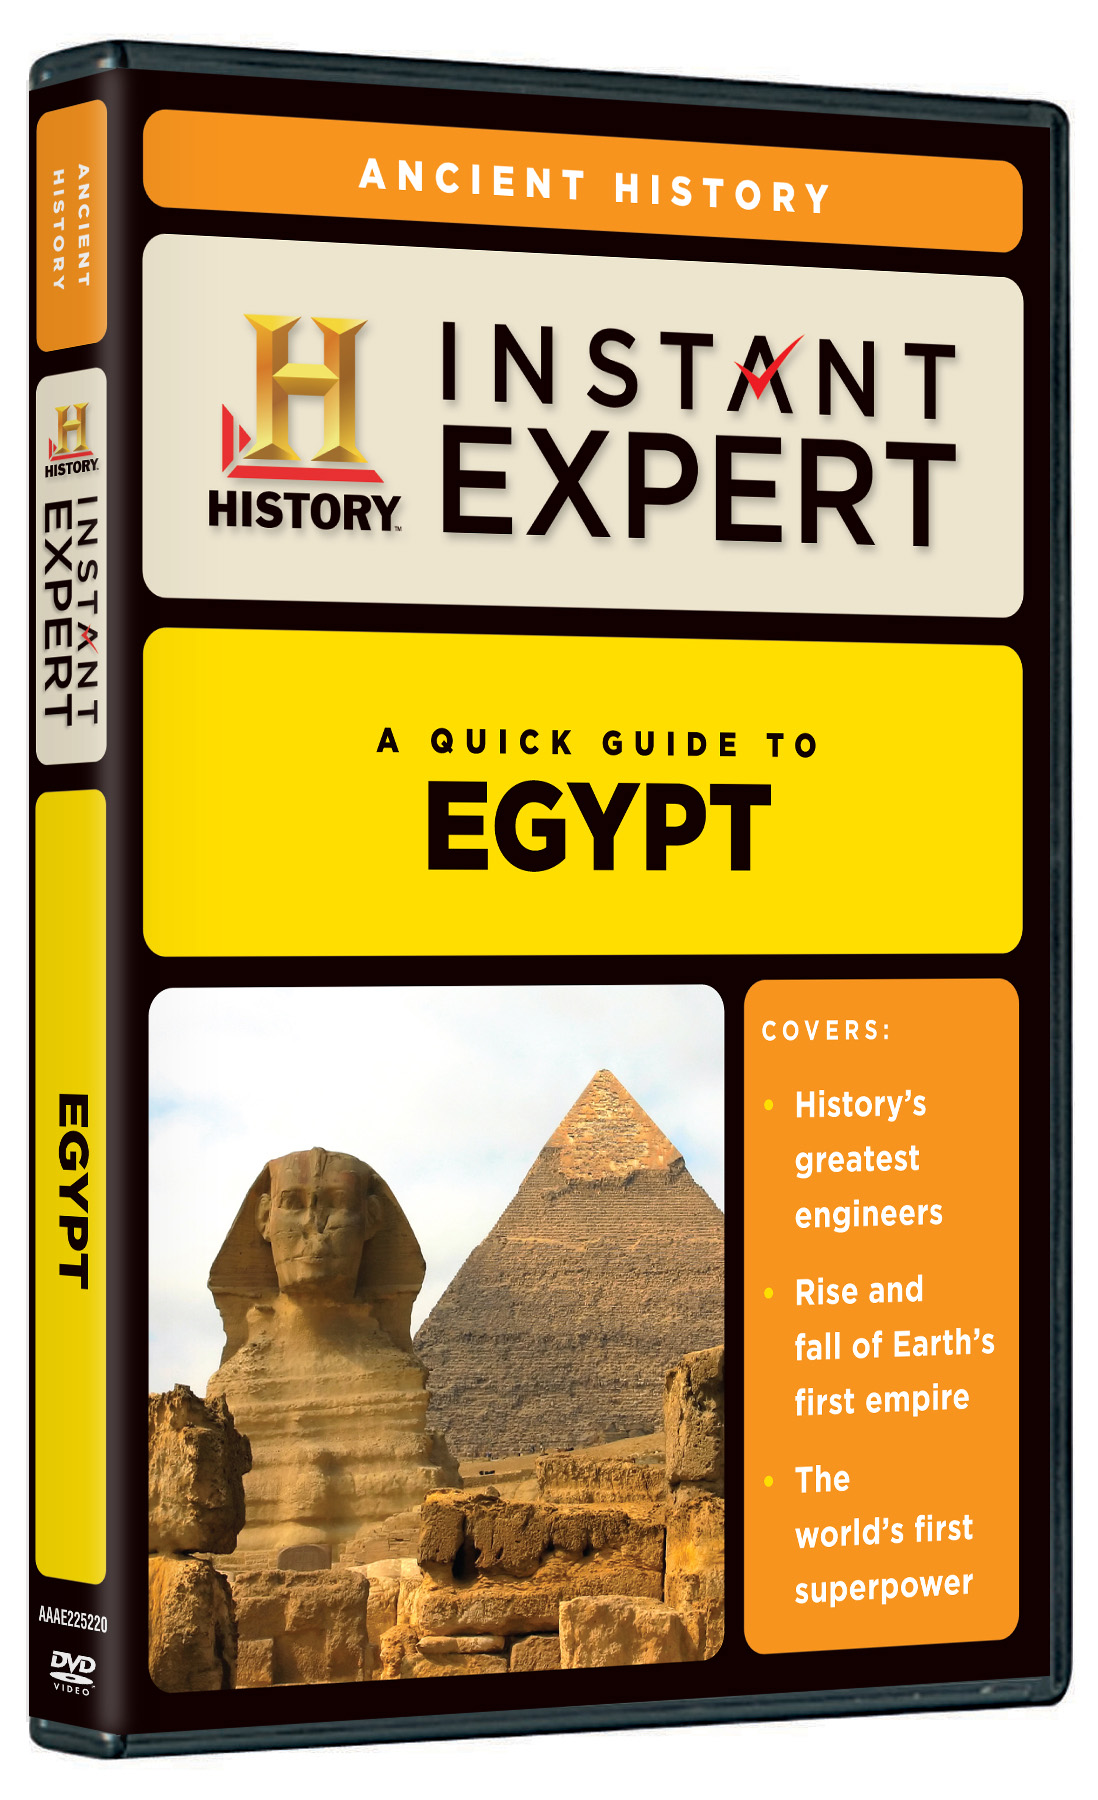 ANCIENT HISTORY
INSTANT
EXPERT
HISTORY™
A QUICK GUIDE TO
EGYPT
COVERS:
• History's
greatest
engineers
• Rise and
fall of Earth's
first empire
• The
world's first
superpower
ANCIENT
HISTORY
HISTORY
INSTANT
EXPERT
EGYPT
AAAE225220
DVD
VIDEO